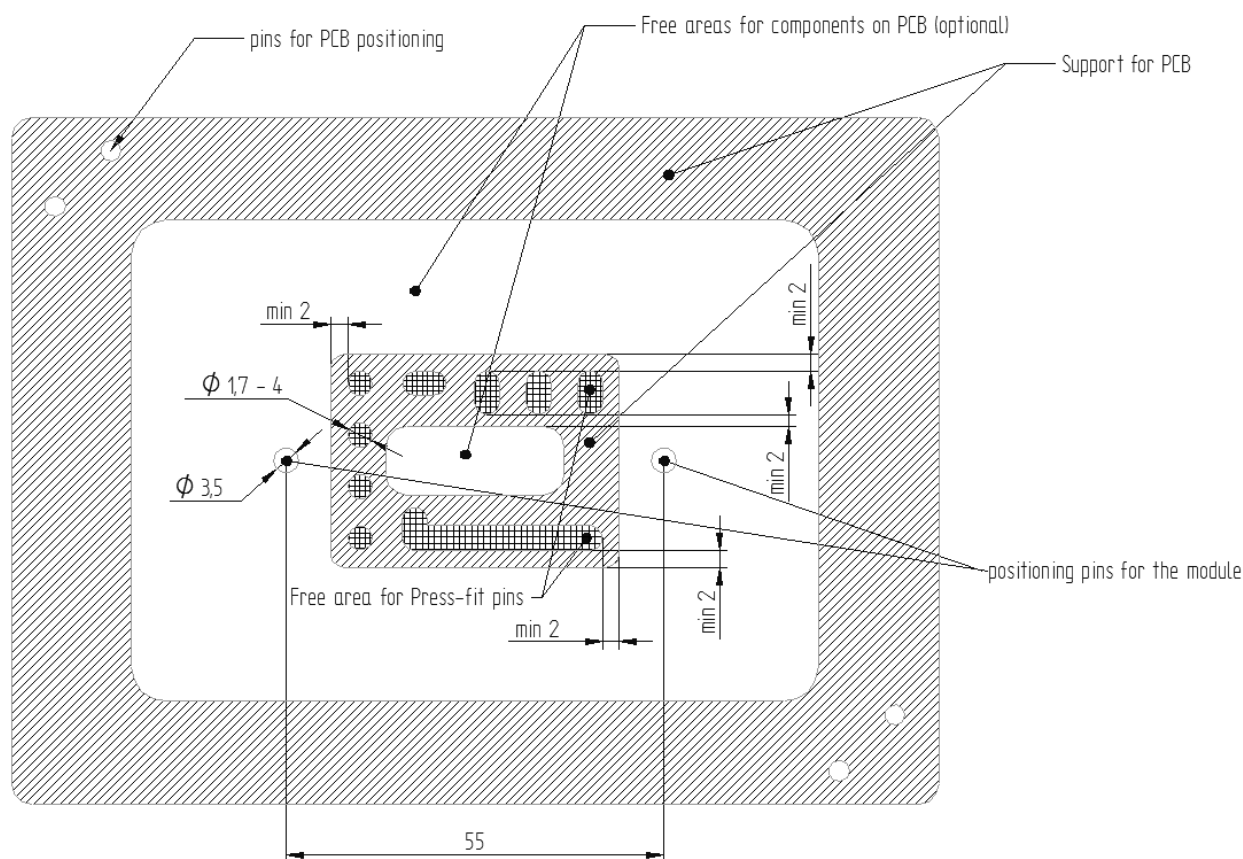 pins for PCB positioning
Free areas for components on PCB (optional)
Support for PCB
min 2
min 2
ϕ 1,7 - 4
min 2
ϕ 3,5
positioning pins for the module
Free area for Press-fit pins
min 2
min 2
55